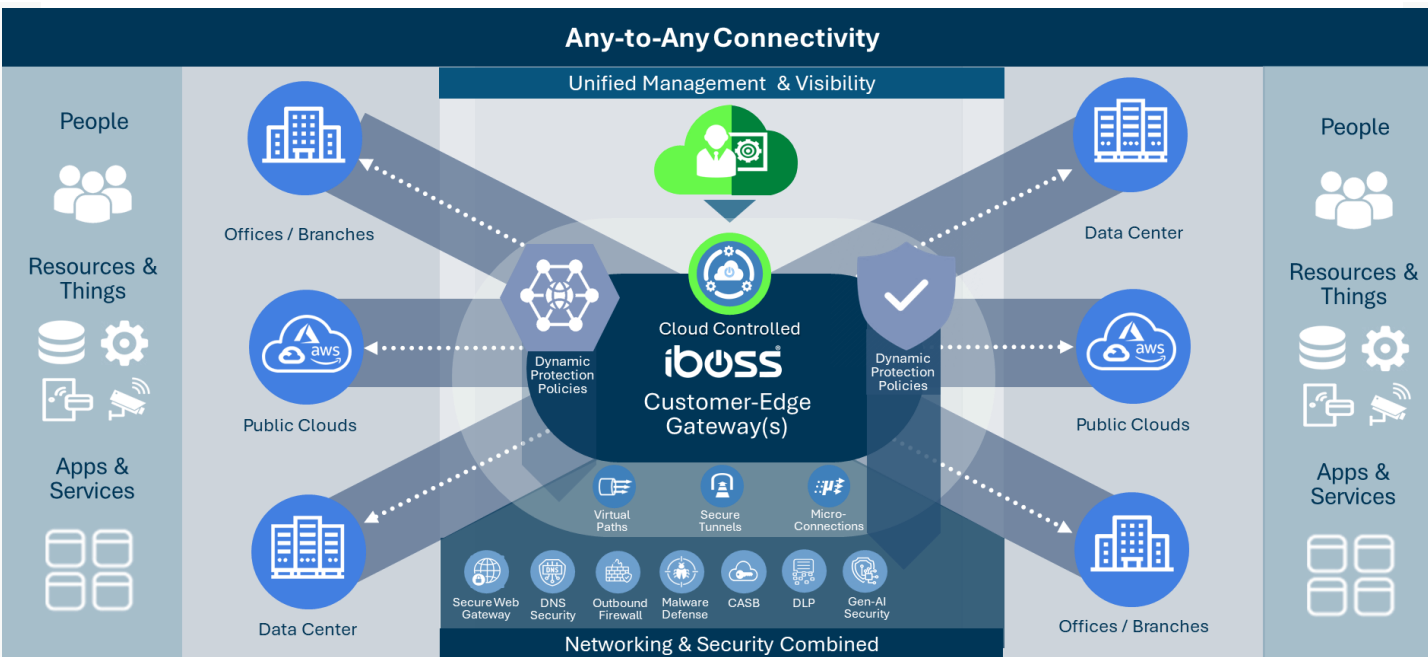 Any-to-Any Connectivity
Unified Management & Visibility
People
Resources &
Things
Apps &
Services
Offices / Branches
aws
Public Clouds
Data Center
Dynamic
Protection
Policies
Cloud Controlled
iboss
Customer-Edge
Gateway(s)
Dynamic
Protection
Policies
Virtual
Paths
Secure
Tunnels
Micro-
Connections
Secure Web
Gateway
DNS
DNS
Security
Outbound
Firewall
Malware
Defense
CASB
DLP
Gen-AI
Security
Networking & Security Combined
Data Center
aws
Public Clouds
Offices / Branches
People
Resources &
Things
Apps &
Services